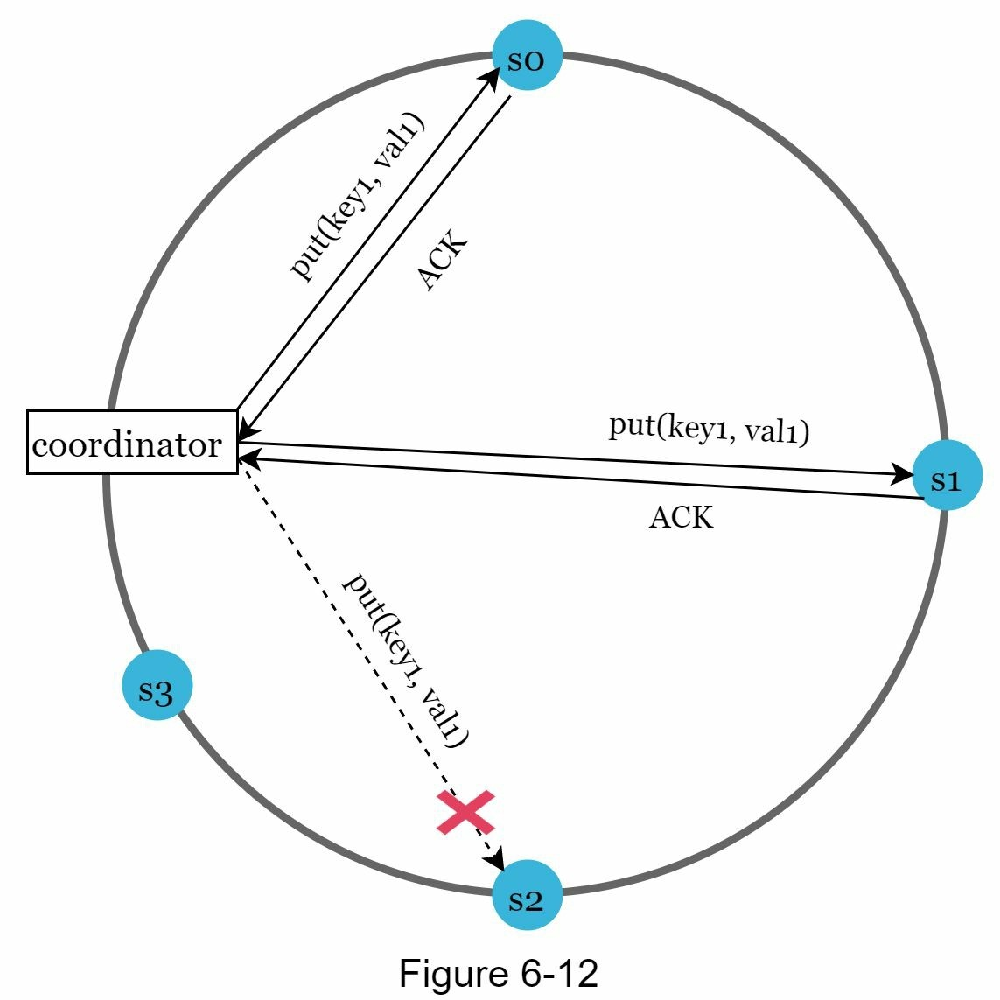 s0
put(key1, val1)
ACK
coordinator
put(key1, val1)
s1
ACK
put(key1, val1)
s3
s2
Figure 6-12